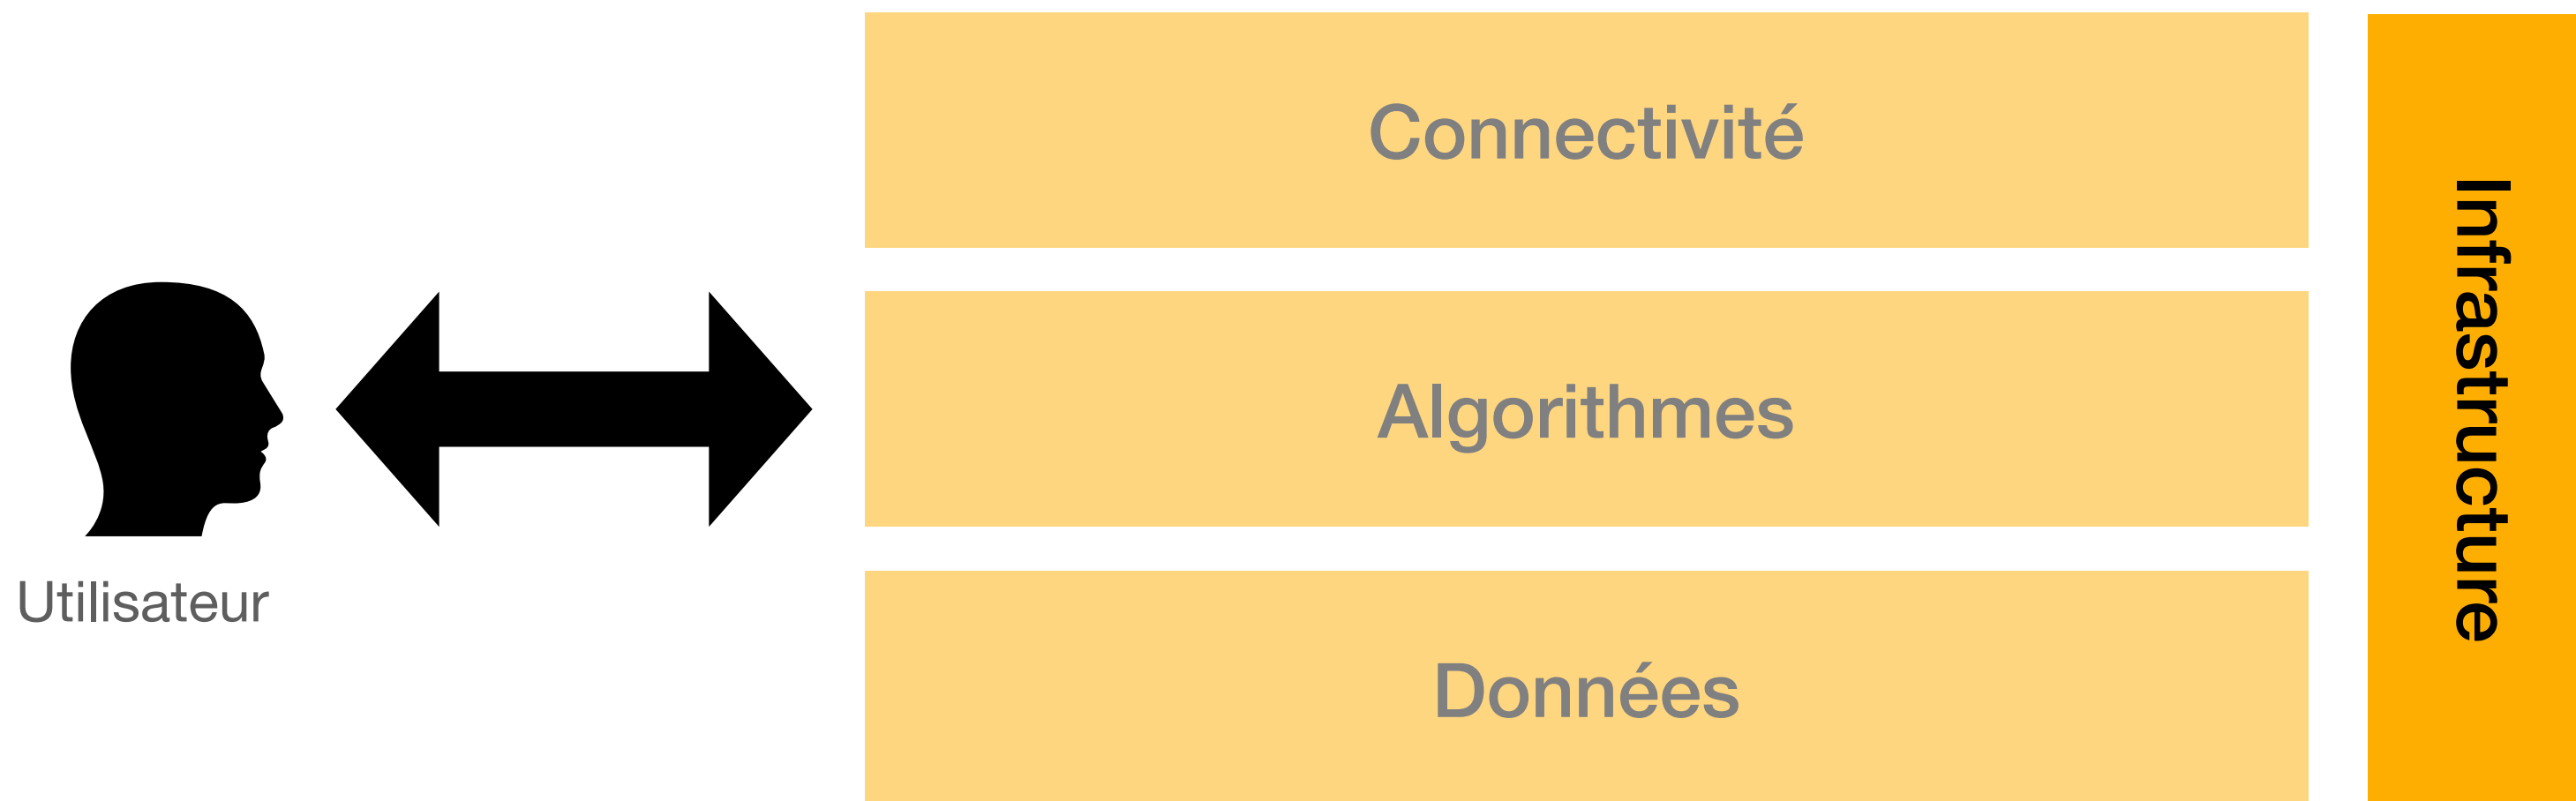 Connectivité
Algorithmes
Données
Utilisateur
Infrastructure